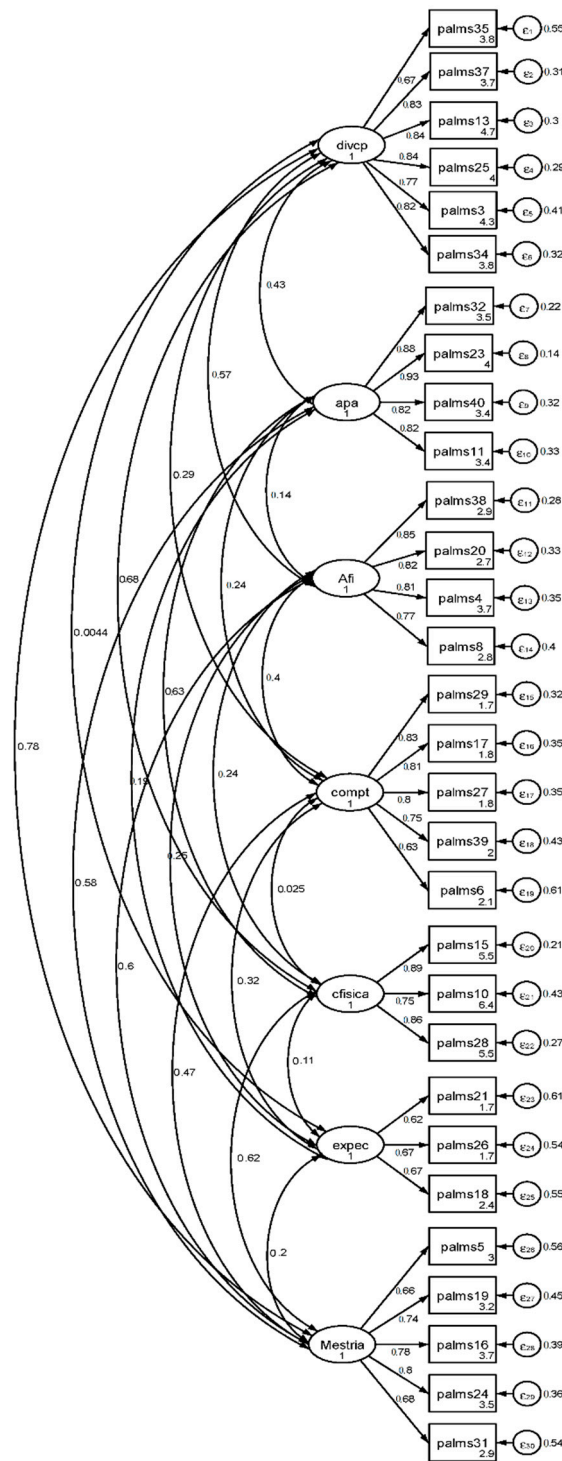 palms35 3.8 ε1 0.55
0.67
palms37 3.7 ε2 0.31
0.83
palms13 4.7 ε3 0.3
0.84
divcp 1
palms25 4 ε4 0.29
0.84
palms3 4.3 ε5 0.41
0.77
palms34 3.8 ε6 0.32
0.82
0.43
palms32 3.5 ε7 0.22
0.88
palms23 4 ε8 0.14
0.93
0.57
apa 1
palms40 3.4 ε9 0.32
0.82
palms11 3.4 ε10 0.33
0.82
0.29
0.14
palms38 2.9 ε11 0.28
0.85
palms20 2.7 ε12 0.33
0.82
0.68
Afi 1
palms4 3.7 ε13 0.35
0.81
0.24
palms8 2.8 ε14 0.4
0.77
0.0044
0.63
0.4
palms29 1.7 ε15 0.32
0.83
0.78
palms17 1.8 ε16 0.35
0.81
0.19
0.24
compt 1
palms27 1.8 ε17 0.35
0.8
palms39 2 ε18 0.43
0.75
palms6 2.1 ε19 0.61
0.63
0.58
0.25
0.025
palms15 5.5 ε20 0.21
0.89
0.6
0.32
cfisica 1
palms10 6.4 ε21 0.43
0.75
palms28 5.5 ε22 0.27
0.86
0.47
0.11
palms21 1.7 ε23 0.61
0.62
expec 1
palms26 1.7 ε24 0.54
0.67
0.62
palms18 2.4 ε25 0.55
0.67
0.2
palms5 3 ε26 0.56
0.66
palms19 3.2 ε27 0.45
0.74
Mestria 1
palms16 3.7 ε28 0.39
0.78
palms24 3.5 ε29 0.36
0.8
palms31 2.9 ε30 0.54
0.68